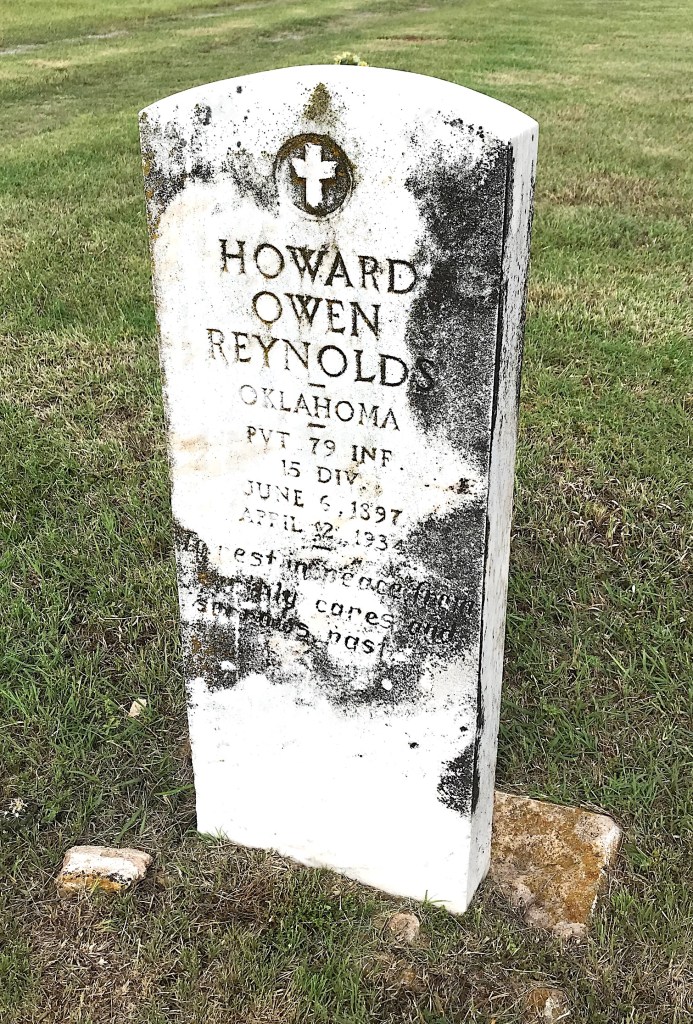 HOWARD
OWEN
REYNOLDS
OKLAHOMA
PVT 79 INF.
15 DIV.
JUNE 6, 1897
APRIL 12, 1934
rest in peace from
cares and
sorrows past